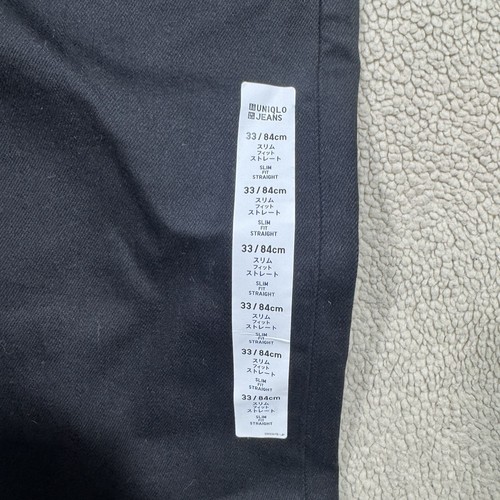 UNIQLO
JEANS
33/84cm
スリム
フィット
ストレート
SLIM
FIT
STRAIGHT
33/84cm
スリム
フィット
ストレート
SLIM
FIT
STRAIGHT
33/84cm
スリム
フィット
ストレート
SLIM
FIT
STRAIGHT
33/84cm
スリム
フィット
ストレート
SLIM
FIT
STRAIGHT
33/84cm
スリム
フィット
ストレート
SLIM
FIT
STRAIGHT
33/84cm
スリム
フィット
ストレート
SLIM
FIT
STRAIGHT